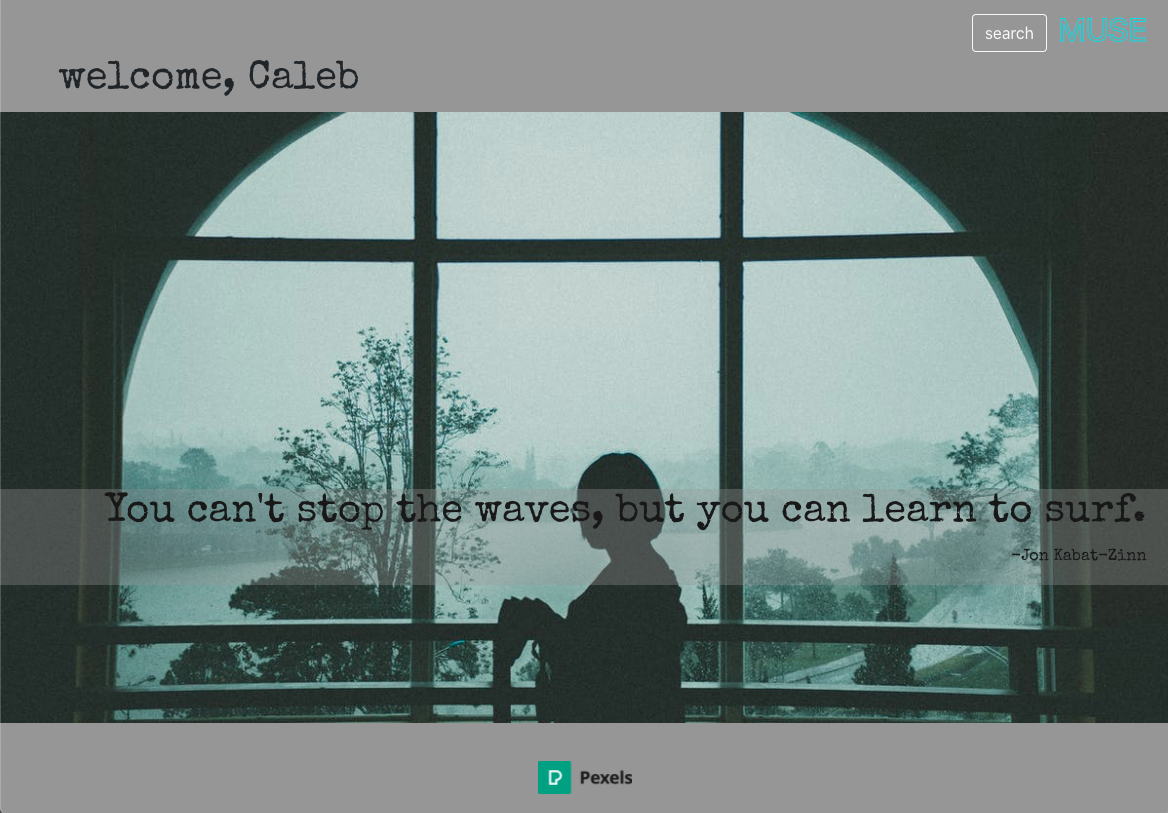 search
MUSE
welcome, Caleb
You can't stop the waves, but you can learn to surf.
-Jon Kabat-Zinn
Pexels